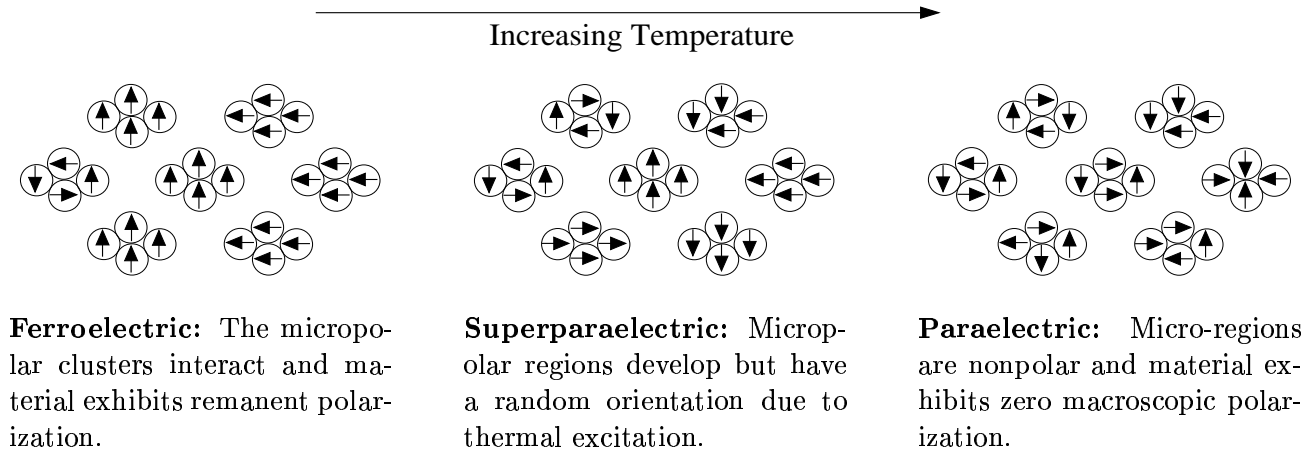 Increasing Temperature
Ferroelectric: The micropo-
lar clusters interact and ma-
terial exhibits remanent polar-
ization.
Superparaelectric: Microp-
olar regions develop but have
a random orientation due to
thermal excitation.
Paraelectric: Micro-regions
are nonpolar and material ex-
hibits zero macroscopic polar-
ization.